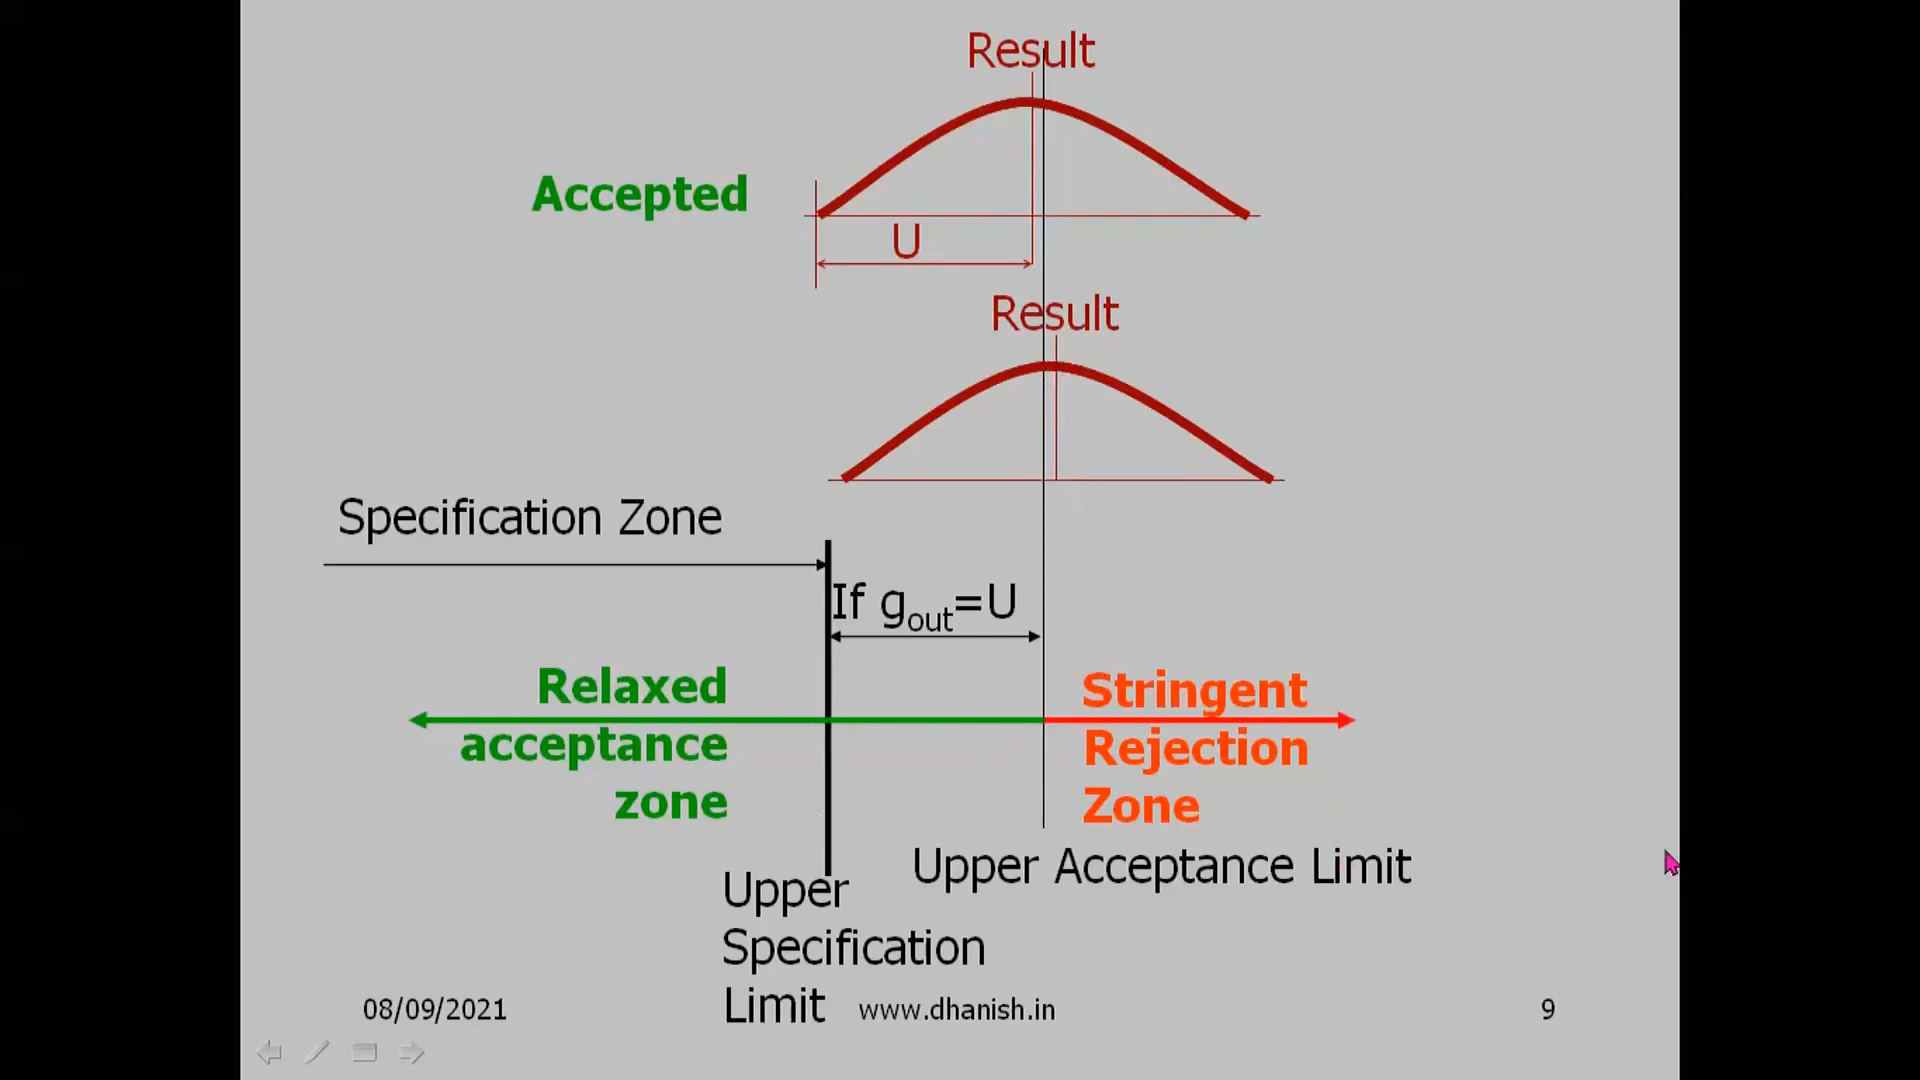 Result
Accepted
U
Result
Specification Zone
If gout=U
Relaxed
acceptance
zone
Stringent
Rejection
Zone
Upper Acceptance Limit
Upper
Specification
Limit
08/09/2021
www.dhanish.in
9